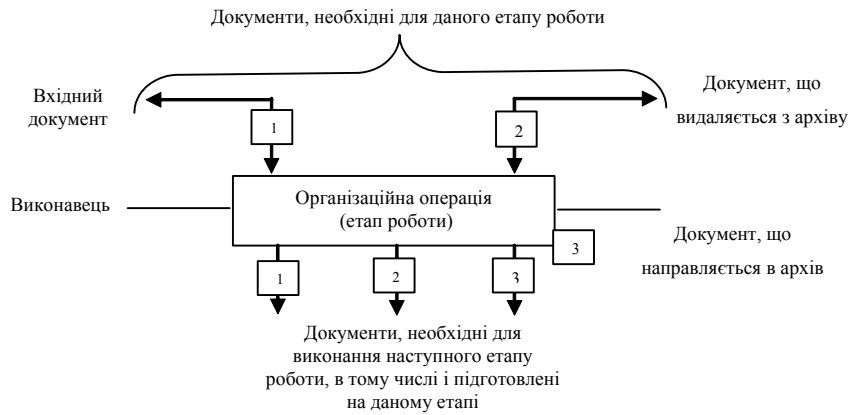 Документи, необхідні для даного етапу роботи
Вхідний
документ
Документ, що
видаляється з архіву
1
2
Виконавець
Організаційна операція
(етап роботи)
3
Документ, що
направляється в архів
1
2
3
Документи, необхідні для
виконання наступного етапу
роботи, в тому числі і підготовлені
на даному етапі